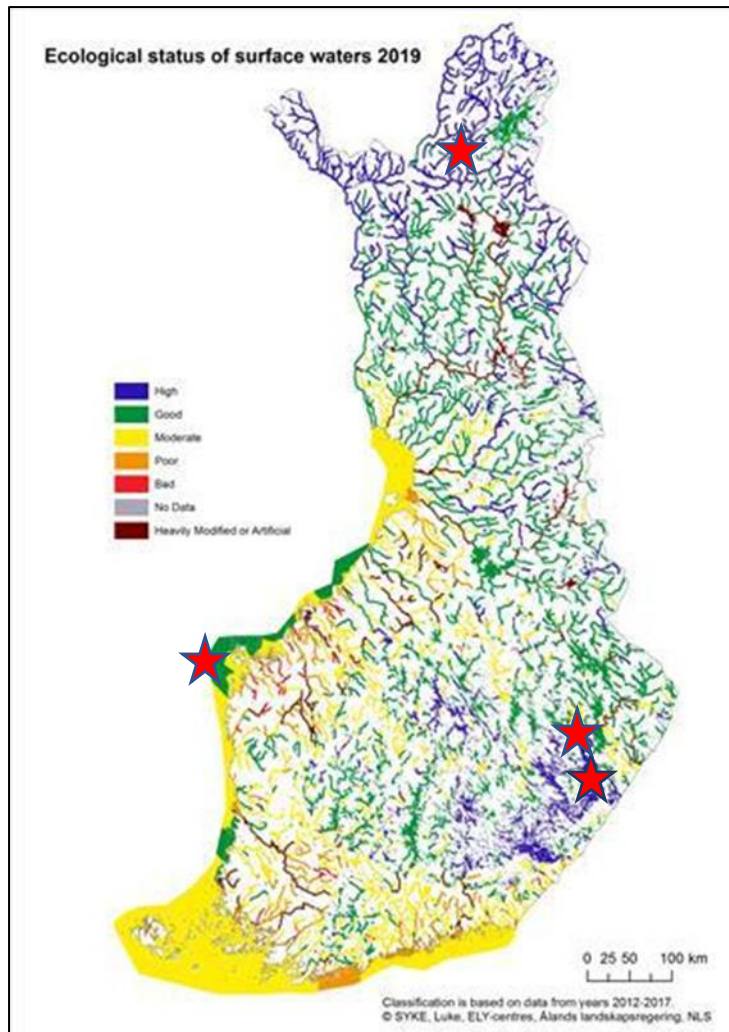 Ecological status of surface waters 2019
High
Good
Moderate
Poor
Bad
No Data
Heavily Modified or Artificial
0 25 50 100 km
Classification is based on data from years 2012-2017.
© SYKE, Luke, ELY-centres, Ålands landskapsregering, NLS